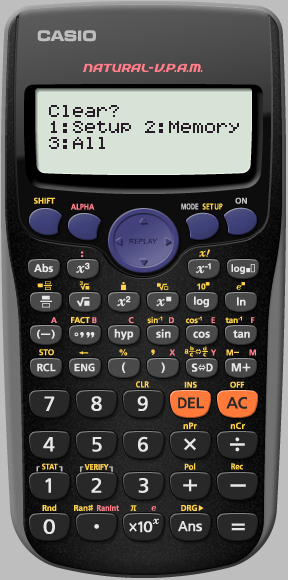 CASIO
NATURAL-V.P.A.M.
Clear?
1:Setup 2:Memory
3:All
SHIFT ALPHA MODE SETUP ON
REPLAY
: x!
Abs x³ x⁻¹ log▪▯
∛▯ ˣ√▯ 10▪ e▪
√▪ x² x▪ log ln
A FACT B C sin⁻¹ D cos⁻¹ E tan⁻¹ F
(−) °,,, hyp sin cos tan
STO ← % , X Y M− M
RCL ENG ( ) S⇔D M+
CLR INS OFF
7 8 9 DEL AC
nPr nCr
4 5 6 × ÷
STAT VERIFY Pol Rec
1 2 3 + −
Rnd Ran# RanInt π e DRG▶
0 • ×10ˣ Ans =